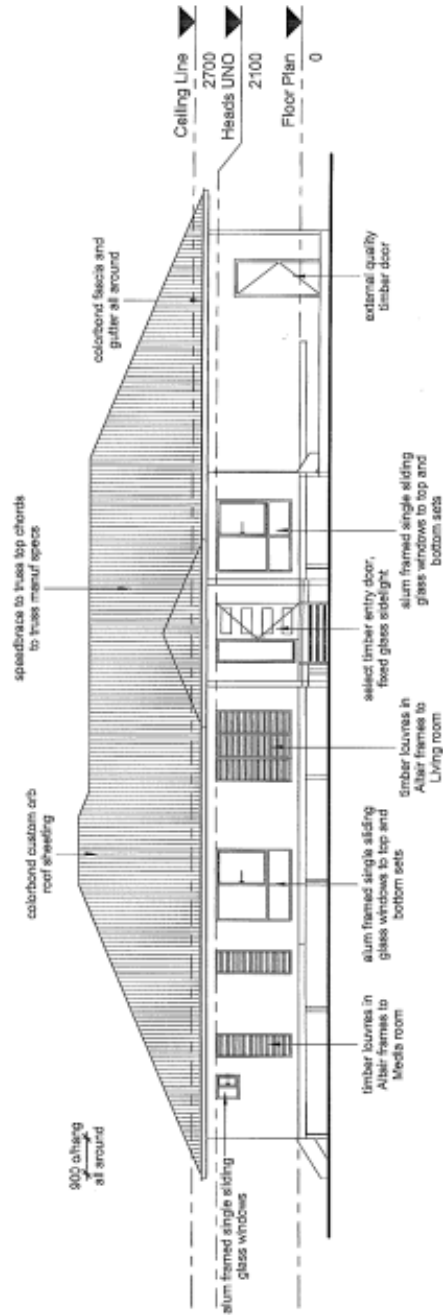 900 o/hang
all around
colorbond custom orb
roof sheeting
speedbrace to truss top chords
to truss manuf specs
colorbond fascia and
gutter all around
Ceiling Line
2700
Heads UNO
2100
Floor Plan
0
alum framed single sliding
glass windows
timber louvres in
Altair frames to
Media room
alum framed single sliding
glass windows to top and
bottom sets
timber louvres in
Altair frames to
Living room
select timber entry door,
fixed glass sidelight
alum framed single sliding
glass windows to top and
bottom sets
external quality
timber door